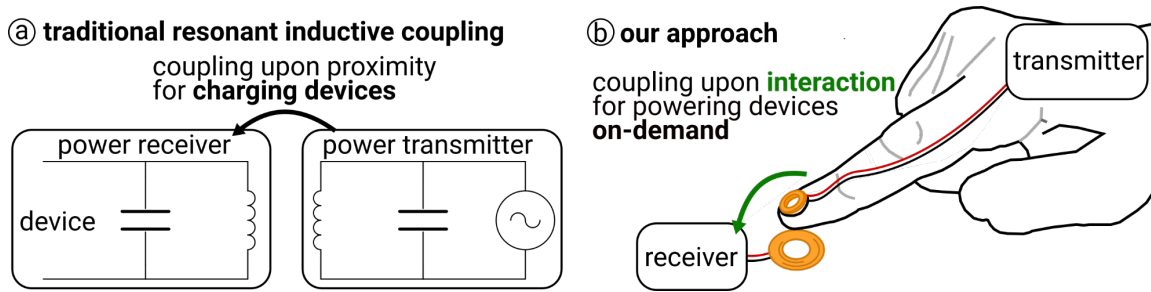 a traditional resonant inductive coupling
coupling upon proximity
for charging devices
power receiver
power transmitter
device
b our approach
coupling upon interaction
for powering devices
on-demand
transmitter
receiver